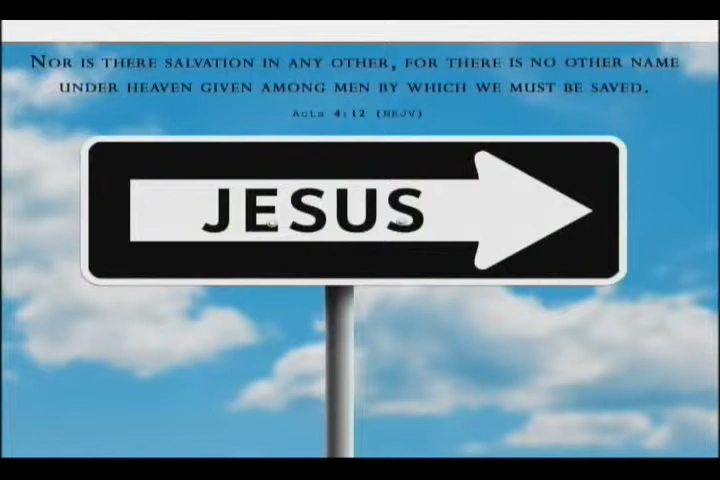 Nor is there salvation in any other, for there is no other name
under heaven given among men by which we must be saved.
Acts 4:12 (NKJV)
JESUS